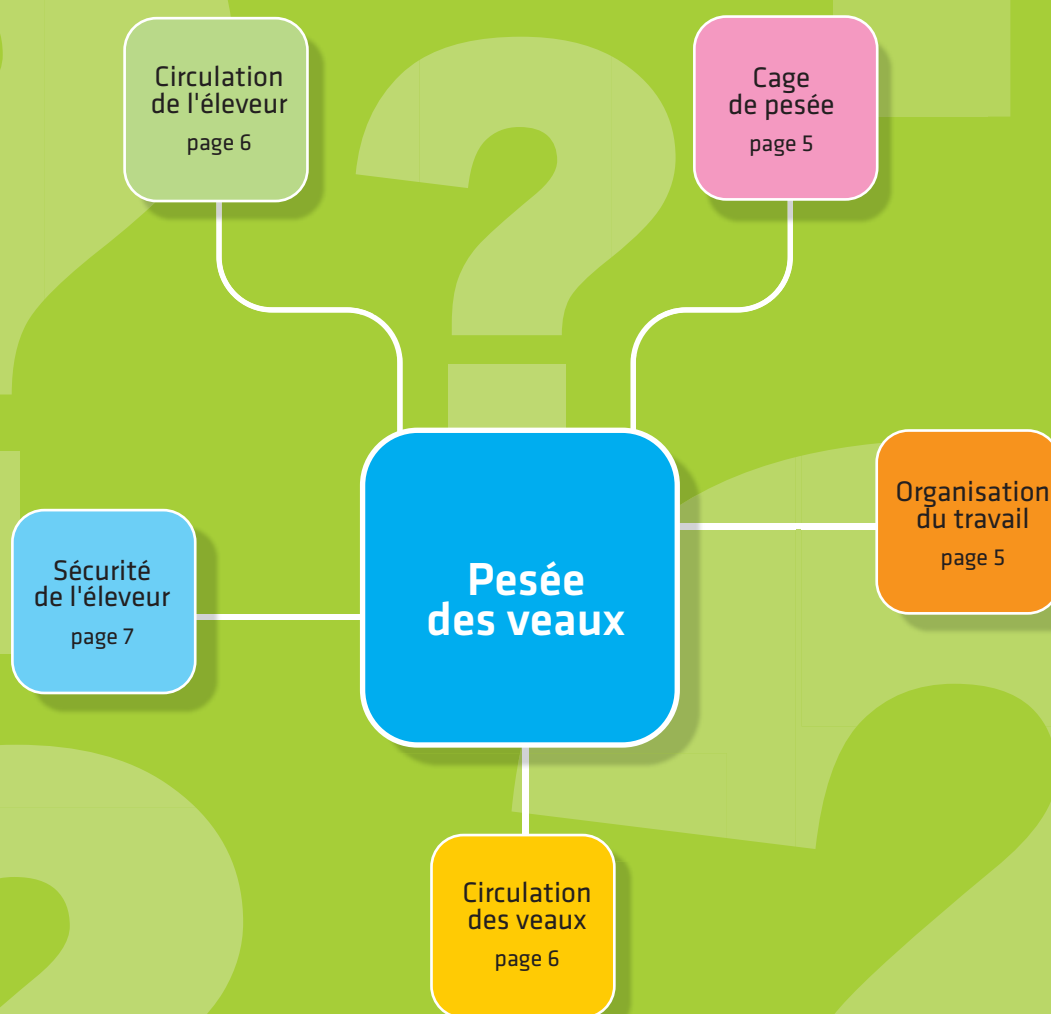 Circulation
de l'éleveur
page 6
Cage
de pesée
page 5
Organisation
du travail
page 5
Sécurité
de l'éleveur
page 7
Pesée
des veaux
Circulation
des veaux
page 6